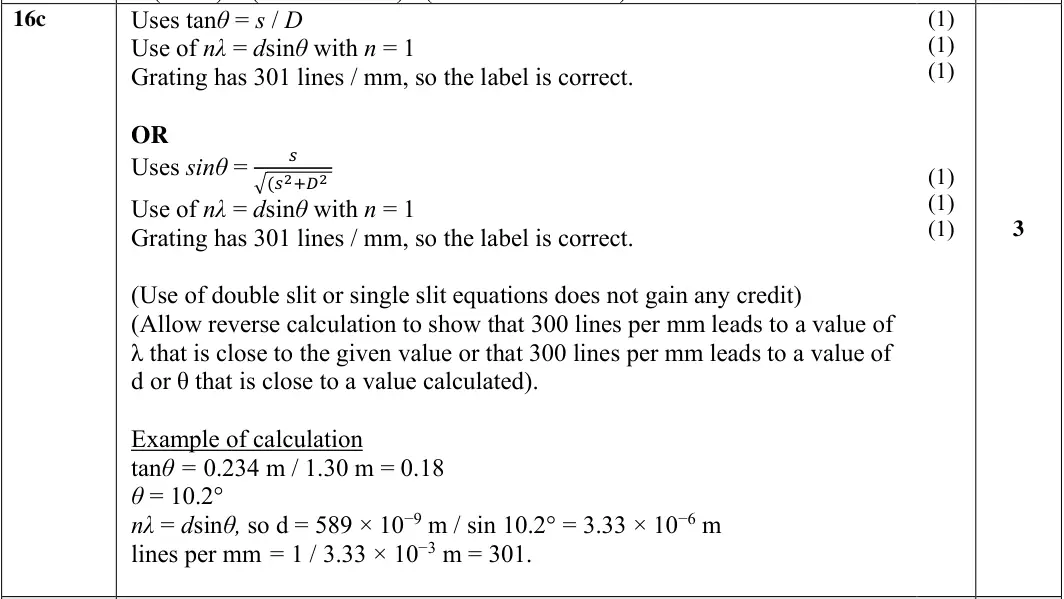 16c Uses tanθ = s / D (1)
Use of nλ = dsinθ with n = 1 (1)
Grating has 301 lines / mm, so the label is correct. (1)
OR
Uses sinθ = s / √(s²+D² (1)
Use of nλ = dsinθ with n = 1 (1)
Grating has 301 lines / mm, so the label is correct. (1) 3
(Use of double slit or single slit equations does not gain any credit)
(Allow reverse calculation to show that 300 lines per mm leads to a value of
λ that is close to the given value or that 300 lines per mm leads to a value of
d or θ that is close to a value calculated).
Example of calculation
tanθ = 0.234 m / 1.30 m = 0.18
θ = 10.2°
nλ = dsinθ, so d = 589 × 10⁻⁹ m / sin 10.2° = 3.33 × 10⁻⁶ m
lines per mm = 1 / 3.33 × 10⁻³ m = 301.